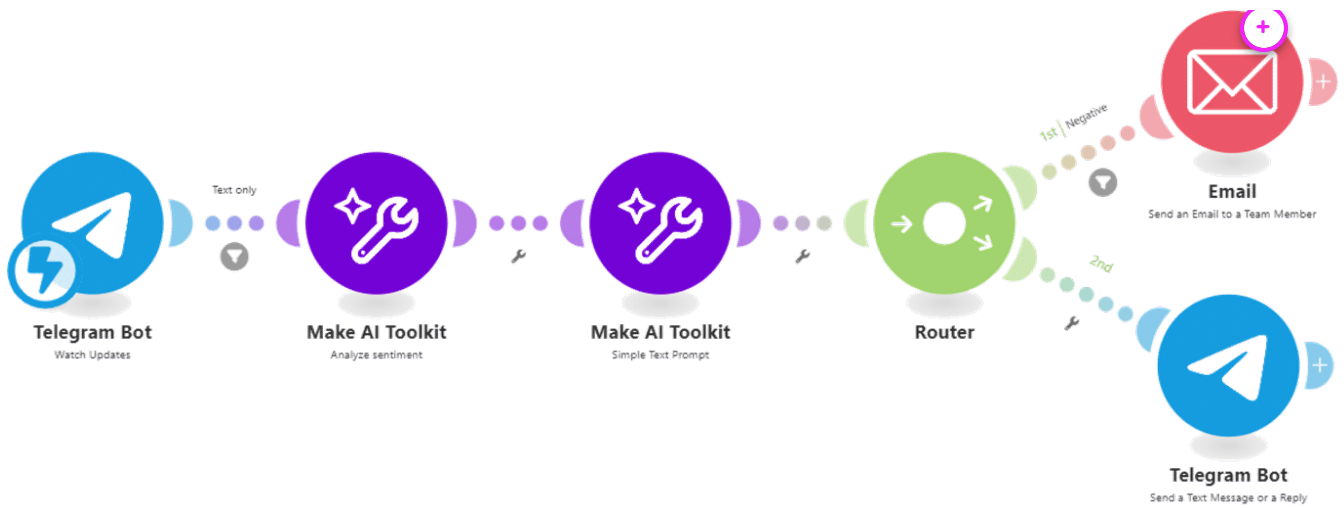 1st | Negative
Email
Send an Email to a Team Member
Text only
Telegram Bot
Watch Updates
Make AI Toolkit
Analyze sentiment
Make AI Toolkit
Simple Text Prompt
Router
2nd
Telegram Bot
Send a Text Message or a Reply